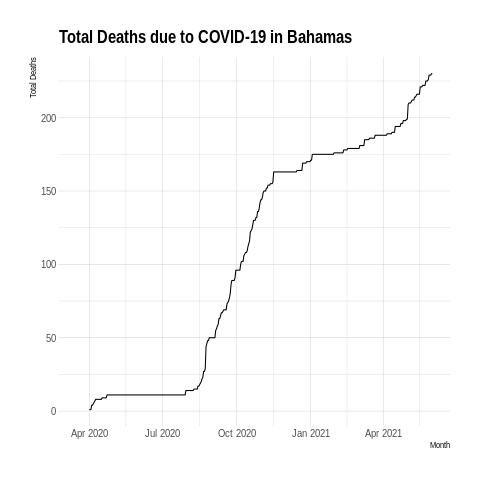 Total Deaths due to COVID-19 in Bahamas
Total Deaths
200
150
100
50
0
Apr 2020 Jul 2020 Oct 2020 Jan 2021 Apr 2021
Month